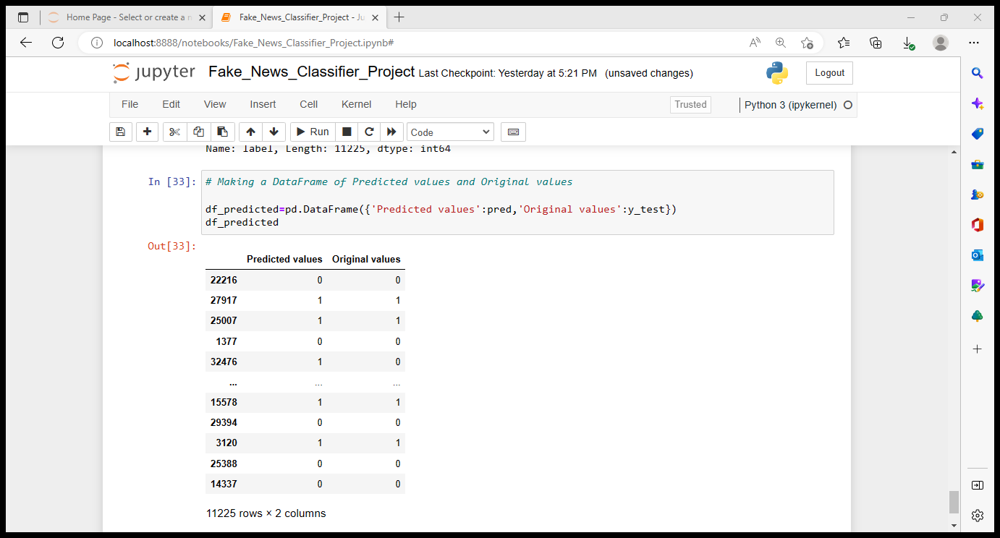 Home Page - Select or create a n
Fake_News_Classifier_Project - Ju
localhost:8888/notebooks/Fake_News_Classifier_Project.ipynb#
jupyter Fake_News_Classifier_Project Last Checkpoint: Yesterday at 5:21 PM (unsaved changes)
Logout
File Edit View Insert Cell Kernel Help
Trusted
Python 3 (ipykernel)
Run
Code
Name: label, Length: 11225, dtype: int64
In [33]: # Making a DataFrame of Predicted values and Original values
df_predicted=pd.DataFrame({'Predicted values':pred,'Original values':y_test})
df_predicted
Out[33]:
Predicted values Original values
22216 0 0
27917 1 1
25007 1 1
1377 0 0
32476 1 0
... ... ...
15578 1 1
29394 0 0
3120 1 1
25388 0 0
14337 0 0
11225 rows × 2 columns